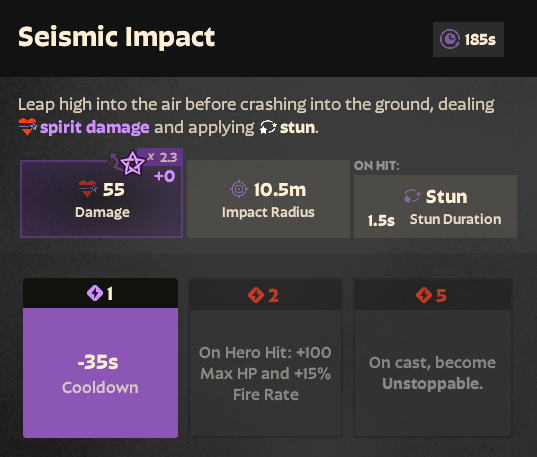 Seismic Impact
185s
Leap high into the air before crashing into the ground, dealing
spirit damage and applying stun.
x 2.3
+0
55
Damage
10.5m
Impact Radius
ON HIT:
Stun
1.5s Stun Duration
1
-35s
Cooldown
2
On Hero Hit: +100
Max HP and +15%
Fire Rate
5
On cast, become
Unstoppable.